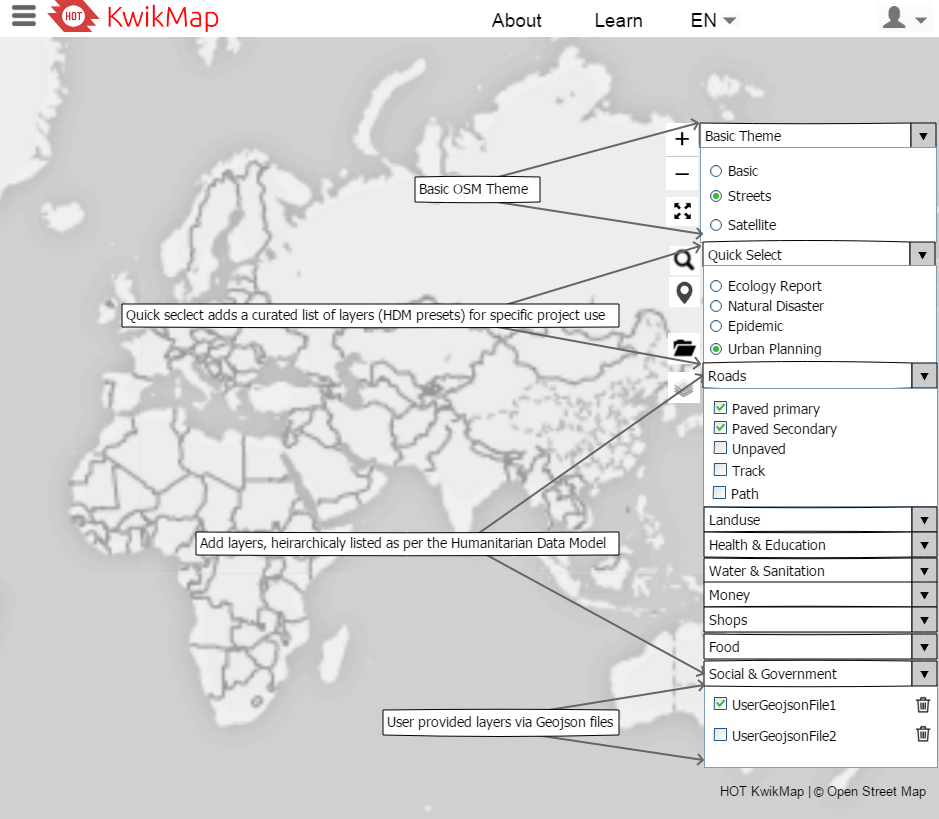 HOT KwikMap About Learn EN
Basic Theme
Basic
Basic OSM Theme
Streets
Satellite
Quick Select
Ecology Report
Natural Disaster
Quick seclect adds a curated list of layers (HDM presets) for specific project use
Epidemic
Urban Planning
Roads
Paved primary
Paved Secondary
Unpaved
Track
Path
Landuse
Add layers, heirarchicaly listed as per the Humanitarian Data Model
Health & Education
Water & Sanitation
Money
Shops
Food
Social & Government
UserGeojsonFile1
User provided layers via Geojson files
UserGeojsonFile2
HOT KwikMap | © Open Street Map